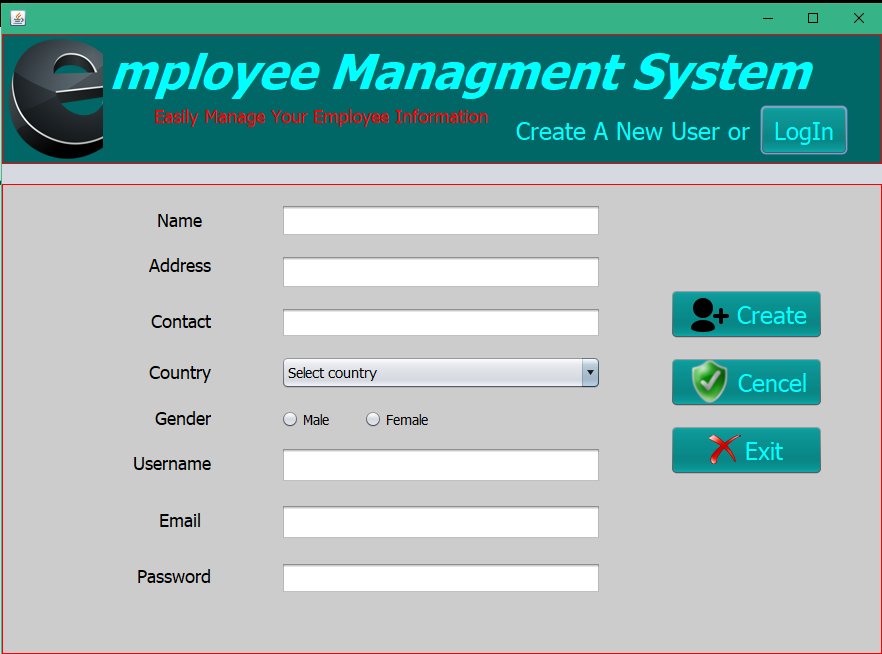 employee Managment System
Easily Manage Your Employee Information
Create A New User or LogIn
Name
Address
Contact
Create
Country
Select country
Cencel
Gender
Male
Female
Exit
Username
Email
Password